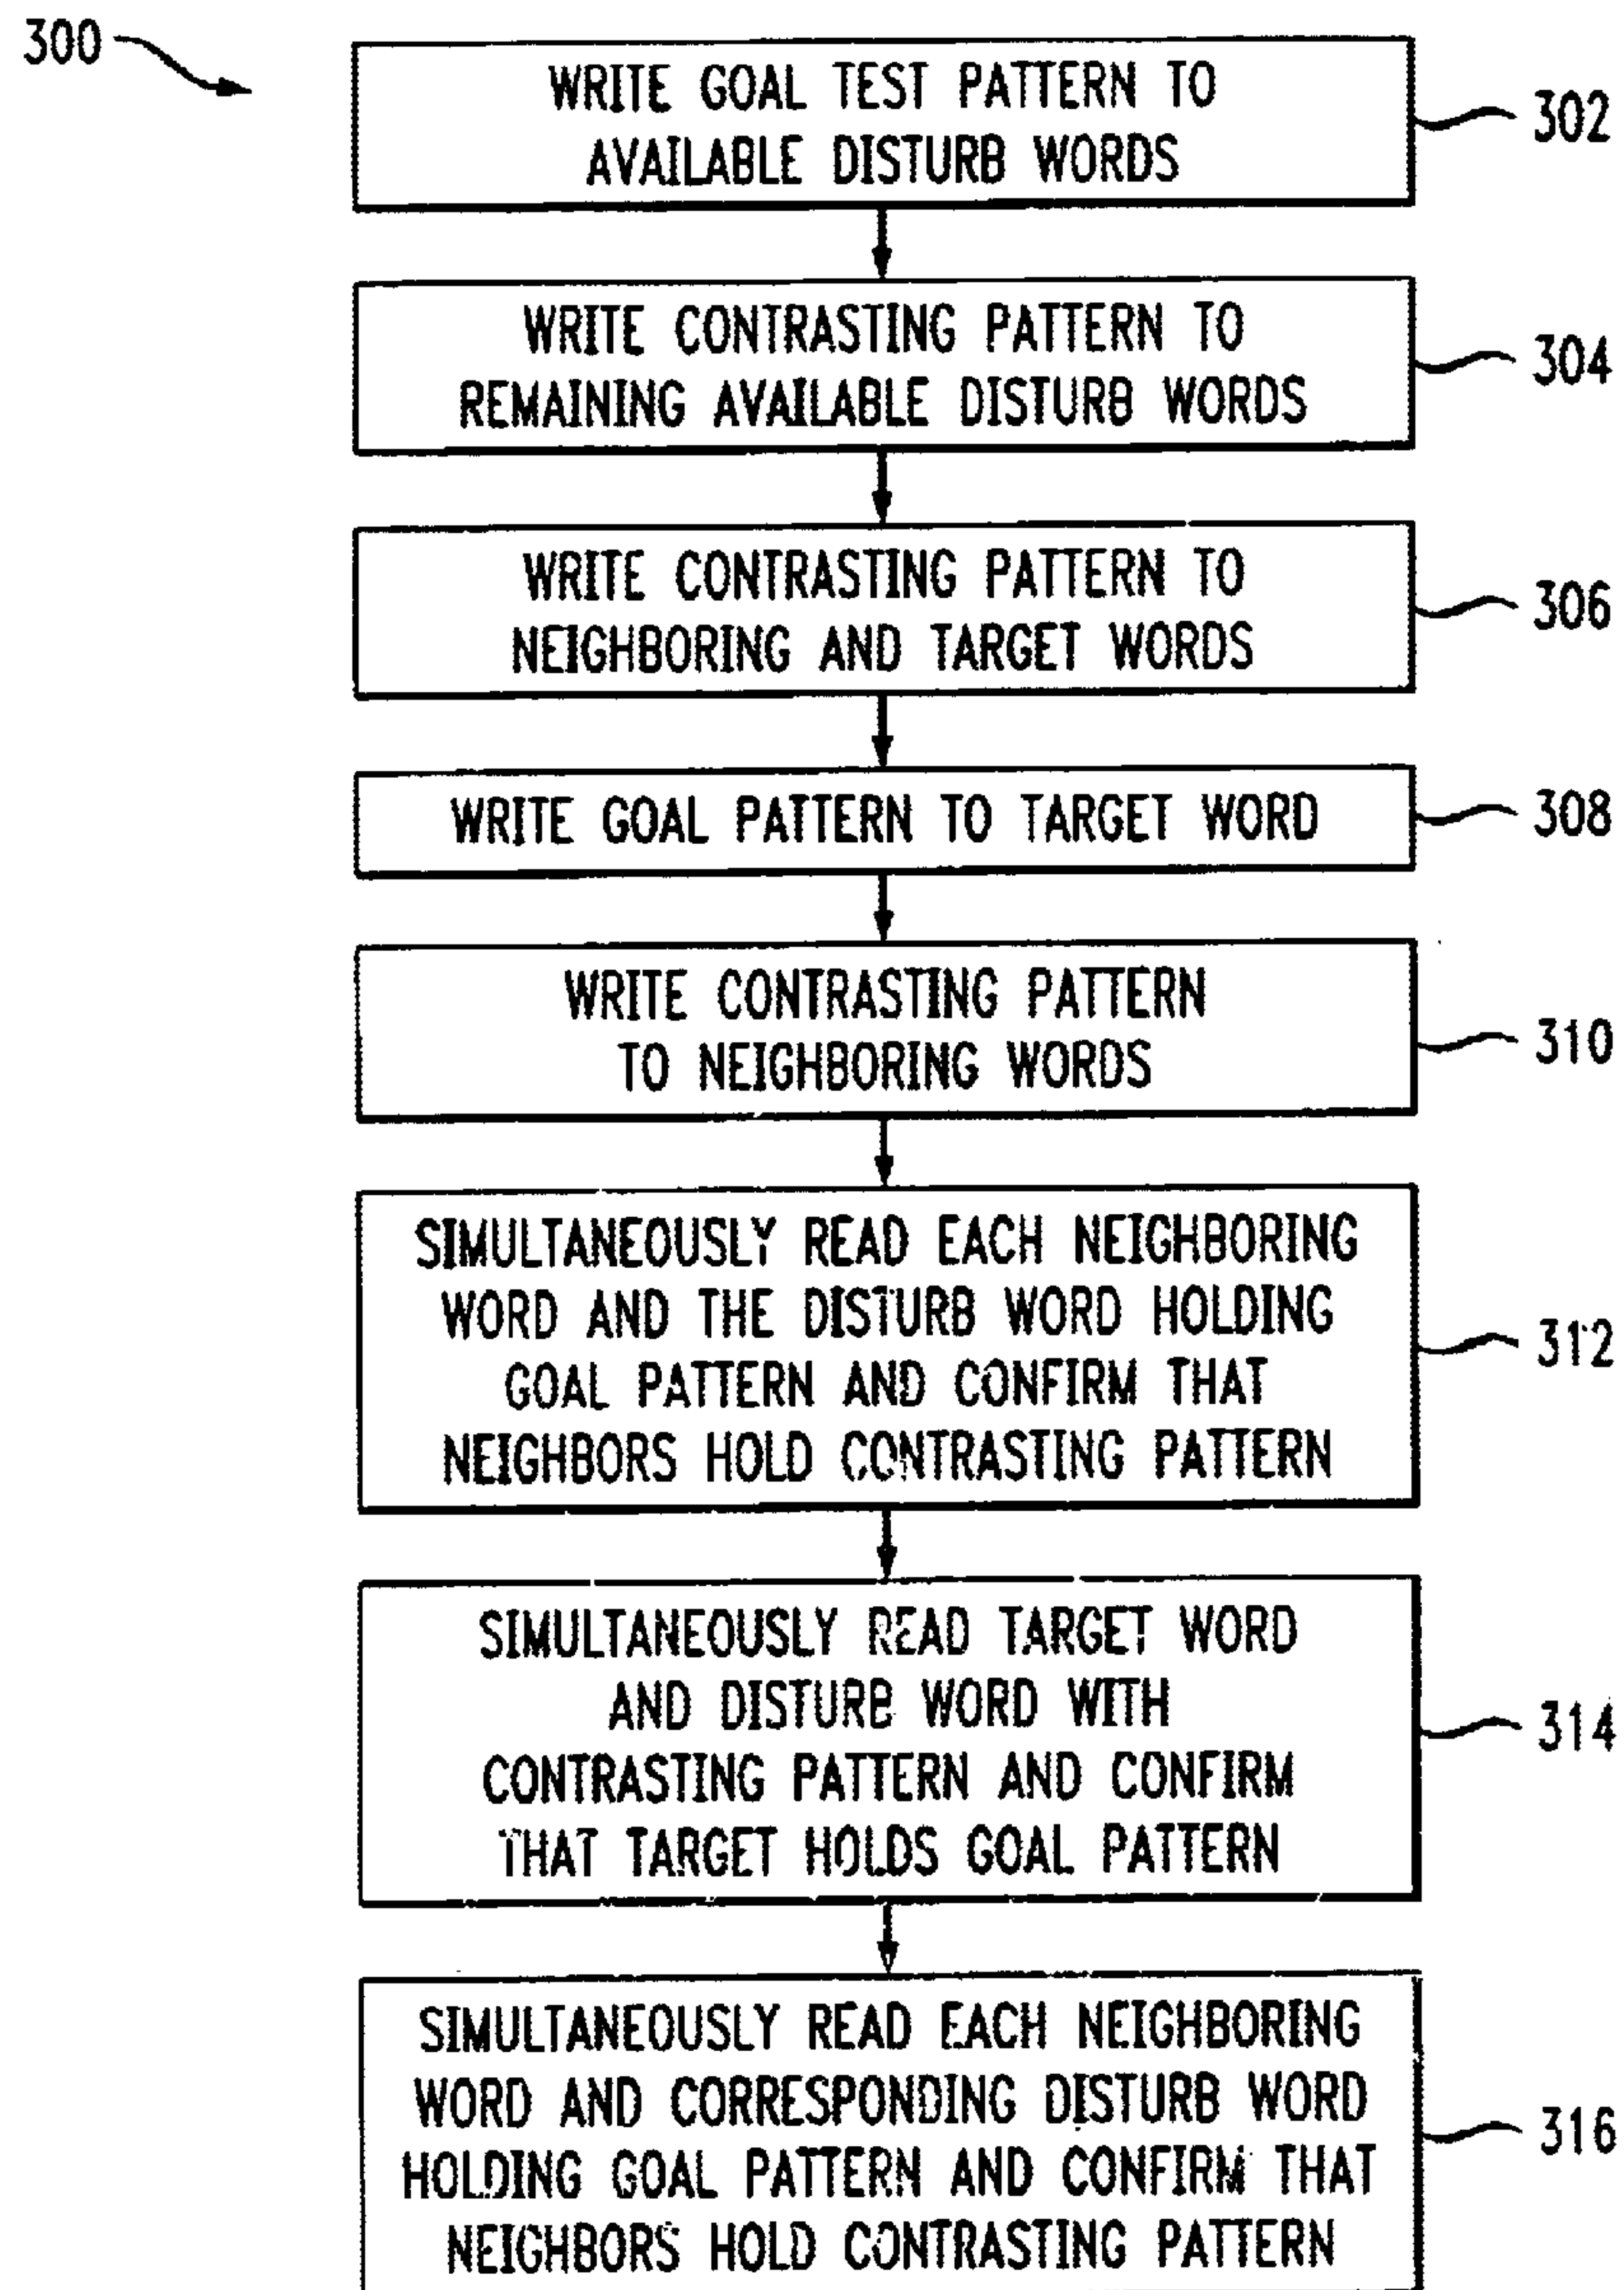 300
WRITE GOAL TEST PATTERN TO
AVAILABLE DISTURB WORDS
302
WRITE CONTRASTING PATTERN TO
REMAINING AVAILABLE DISTURB WORDS
304
WRITE CONTRASTING PATTERN TO
NEIGHBORING AND TARGET WORDS
306
WRITE GOAL PATTERN TO TARGET WORD
308
WRITE CONTRASTING PATTERN
TO NEIGHBORING WORDS
310
SIMULTANEOUSLY READ EACH NEIGHBORING
WORD AND THE DISTURB WORD HOLDING
GOAL PATTERN AND CONFIRM THAT
NEIGHBORS HOLD CONTRASTING PATTERN
312
SIMULTANEOUSLY READ TARGET WORD
AND DISTURB WORD WITH
CONTRASTING PATTERN AND CONFIRM
THAT TARGET HOLDS GOAL PATTERN
314
SIMULTANEOUSLY READ EACH NEIGHBORING
WORD AND CORRESPONDING DISTURB WORD
HOLDING GOAL PATTERN AND CONFIRM THAT
NEIGHBORS HOLD CONTRASTING PATTERN
316